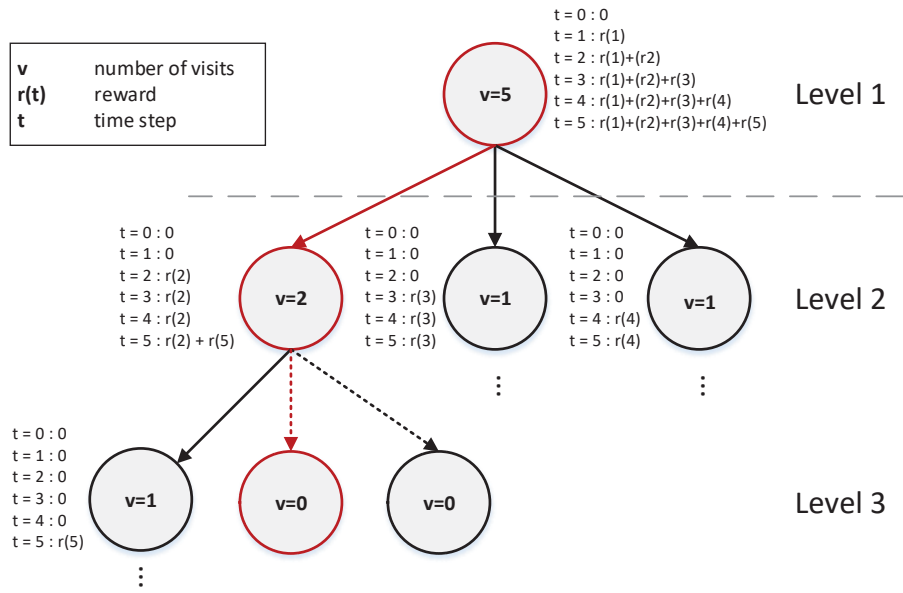 v number of visits
r(t) reward
t time step
t = 0 : 0
t = 1 : r(1)
t = 2 : r(1)+(r2)
t = 3 : r(1)+(r2)+r(3)
t = 4 : r(1)+(r2)+r(3)+r(4)
t = 5 : r(1)+(r2)+r(3)+r(4)+r(5)
v=5
Level 1
t = 0 : 0
t = 1 : 0
t = 2 : r(2)
t = 3 : r(2)
t = 4 : r(2)
t = 5 : r(2) + r(5)
v=2
t = 0 : 0
t = 1 : 0
t = 2 : 0
t = 3 : r(3)
t = 4 : r(3)
t = 5 : r(3)
v=1
...
t = 0 : 0
t = 1 : 0
t = 2 : 0
t = 3 : 0
t = 4 : r(4)
t = 5 : r(4)
v=1
...
Level 2
t = 0 : 0
t = 1 : 0
t = 2 : 0
t = 3 : 0
t = 4 : 0
t = 5 : r(5)
v=1
...
v=0
v=0
Level 3